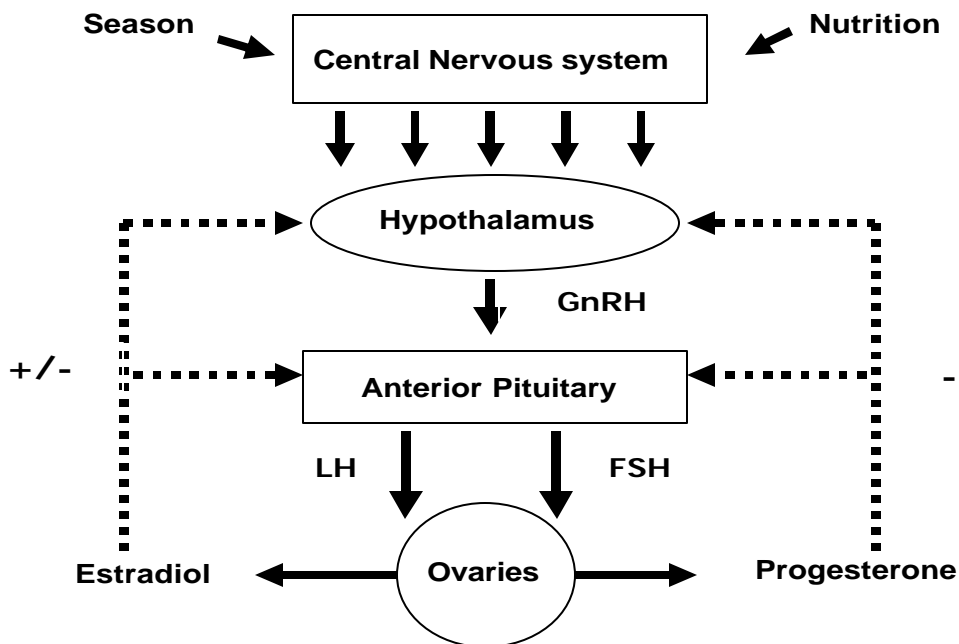 Season
Nutrition
Central Nervous system
Hypothalamus
GnRH
+/-
Anterior Pituitary
-
LH
FSH
Estradiol
Ovaries
Progesterone